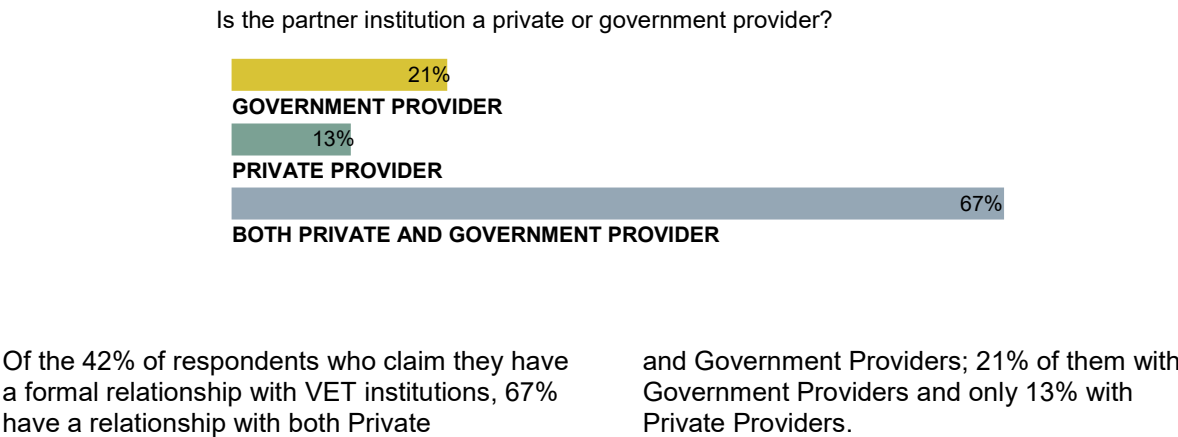 Is the partner institution a private or government provider?
21%
GOVERNMENT PROVIDER
13%
PRIVATE PROVIDER
67%
BOTH PRIVATE AND GOVERNMENT PROVIDER
Of the 42% of respondents who claim they have
a formal relationship with VET institutions, 67%
have a relationship with both Private
and Government Providers; 21% of them with
Government Providers and only 13% with
Private Providers.